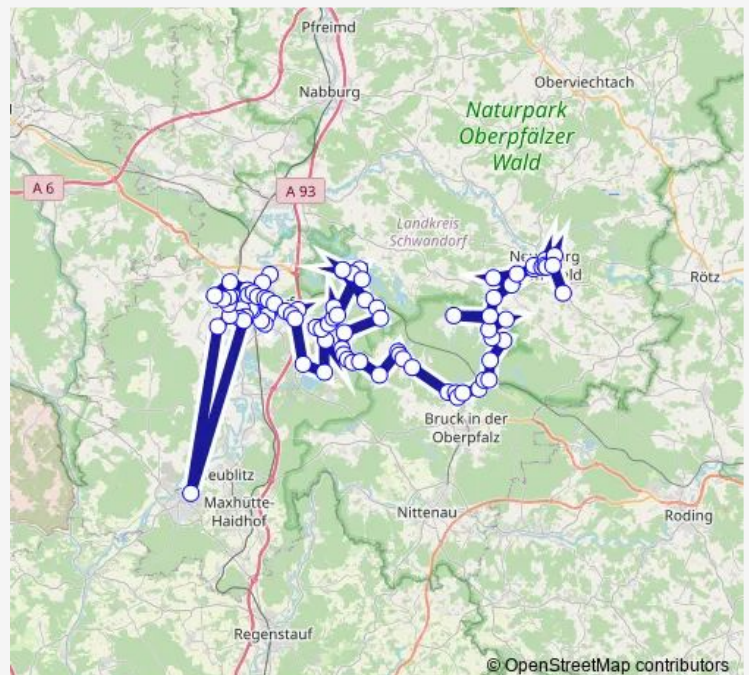 Pfreimd
Oberviechtach
Nabburg
Naturpark
Oberpfälzer
Wald
A 6
A 93
Landkreis
Schwandorf
Rötz
eublitz
Maxhütte-
Haidhof
Bruck in der
Oberpfalz
Nittenau
Roding
Regenstauf
© OpenStreetMap contributors